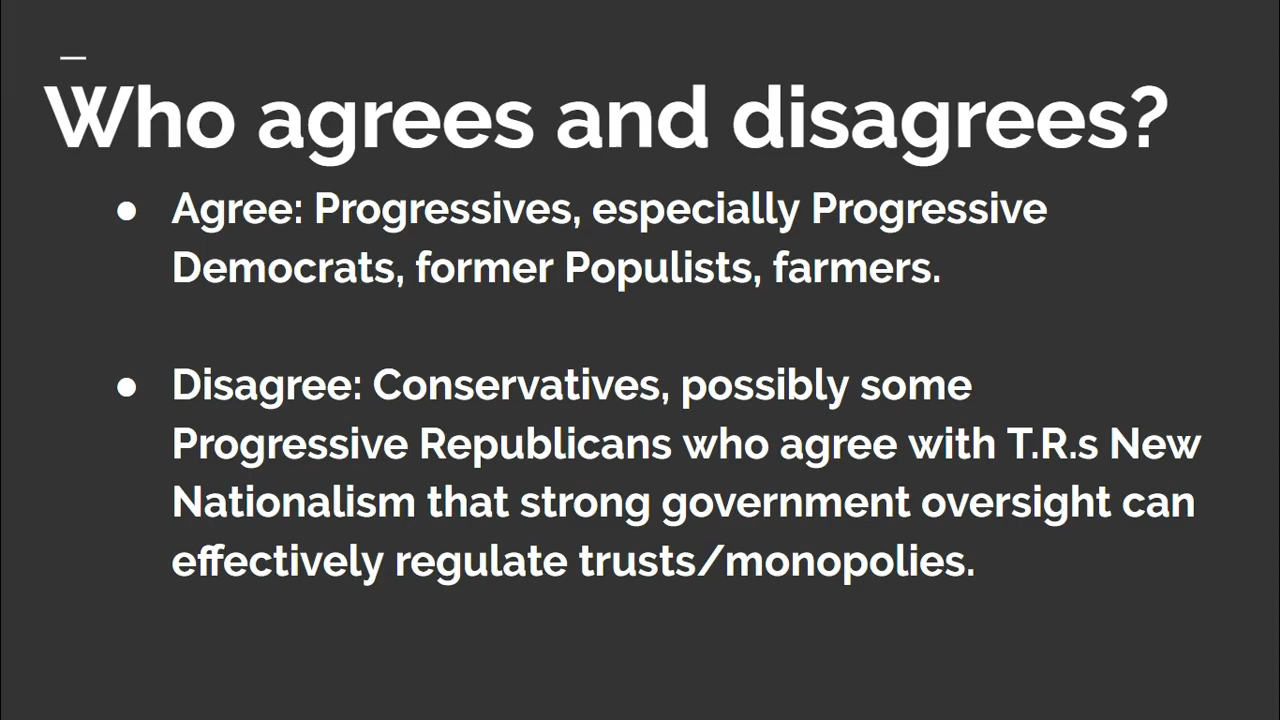 Who agrees and disagrees?
● Agree: Progressives, especially Progressive
Democrats, former Populists, farmers.
● Disagree: Conservatives, possibly some
Progressive Republicans who agree with T.R.s New
Nationalism that strong government oversight can
effectively regulate trusts/monopolies.